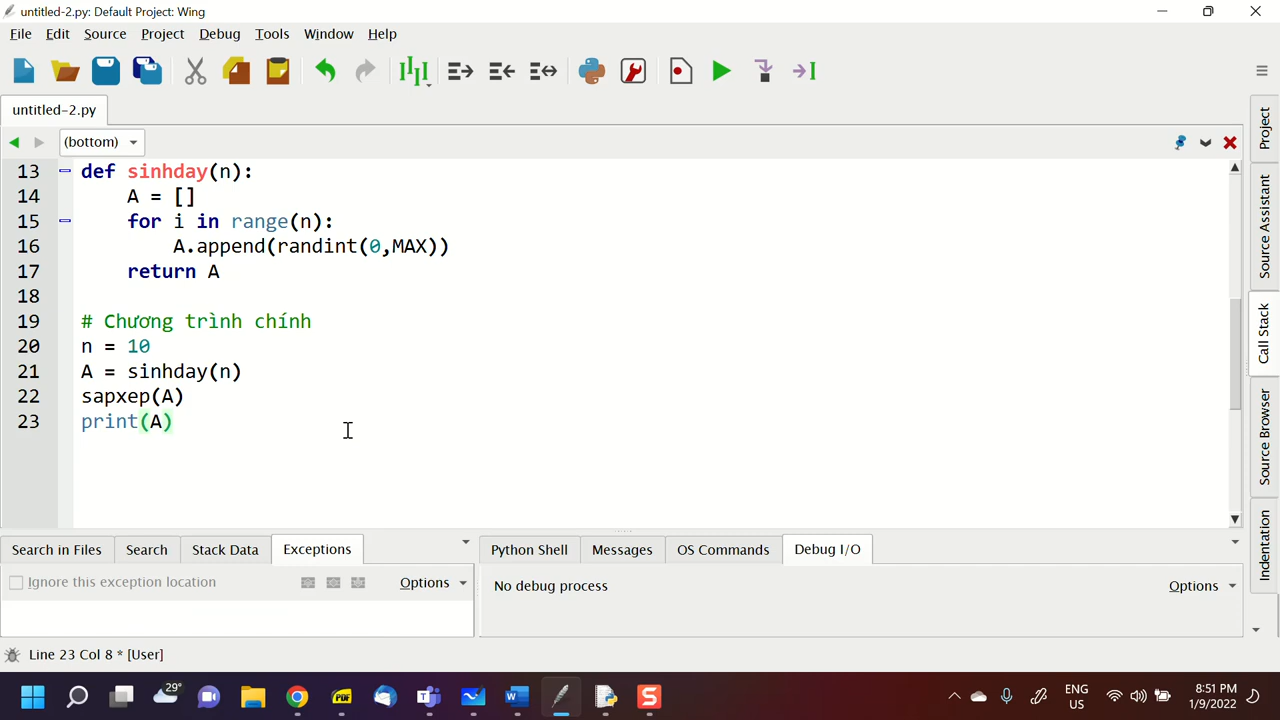 untitled-2.py: Default Project: Wing
File Edit Source Project Debug Tools Window Help
untitled-2.py
(bottom)
13 def sinhday(n):
14 A = []
15 for i in range(n):
16 A.append(randint(0,MAX))
17 return A
18
19 # Chương trình chính
20 n = 10
21 A = sinhday(n)
22 sapxep(A)
23 print(A)
Project
Source Assistant
Call Stack
Source Browser
Indentation
Search in Files Search Stack Data Exceptions
Ignore this exception location Options
Python Shell Messages OS Commands Debug I/O
No debug process Options
Line 23 Col 8 * [User]
29°
PDF
ENG
US
8:51 PM
1/9/2022